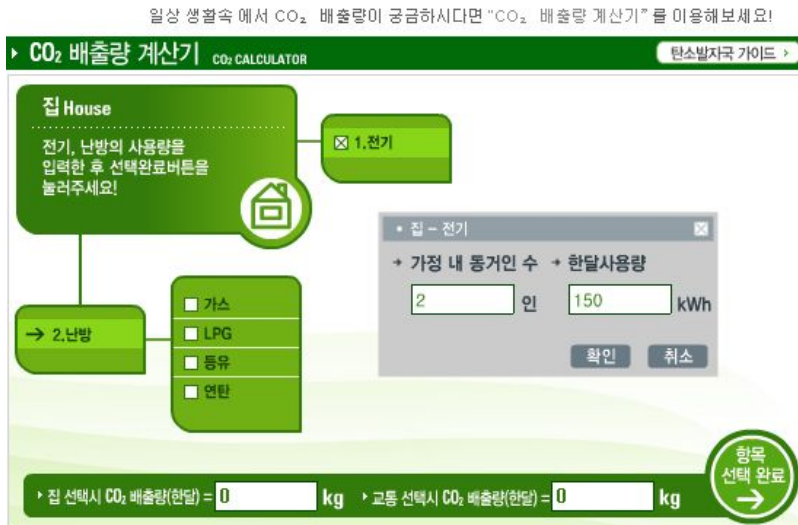 일상 생활속 에서 CO₂ 배출량이 궁금하시다면 "CO₂ 배출량 계산기" 를 이용해보세요!
CO₂ 배출량 계산기 CO₂ CALCULATOR
탄소발자국 가이드
집 House
전기, 난방의 사용량을
입력한 후 선택완료버튼을
눌러주세요!
1.전기
집 – 전기
가정 내 동거인 수
한달사용량
2 인
150 kWh
확인
취소
2.난방
가스
LPG
등유
연탄
항목
선택 완료
집 선택시 CO₂ 배출량(한달) = 0 kg
교통 선택시 CO₂ 배출량(한달) = 0 kg